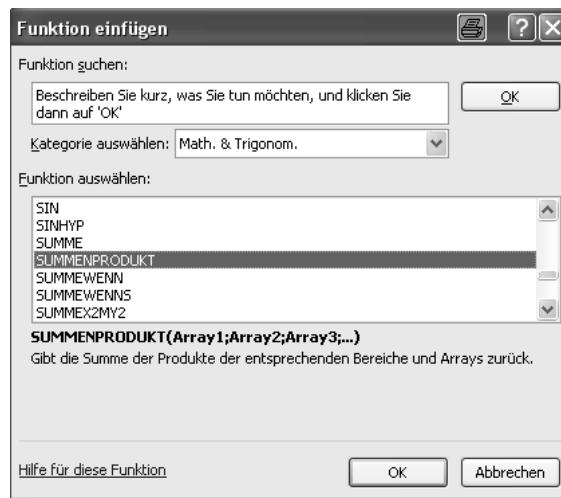 Funktion einfügen
Funktion suchen:
Beschreiben Sie kurz, was Sie tun möchten, und klicken Sie
dann auf 'OK'
OK
Kategorie auswählen: Math. & Trigonom.
Funktion auswählen:
SIN
SINHYP
SUMME
SUMMENPRODUKT
SUMMEWENN
SUMMEWENNS
SUMMEX2MY2
SUMMENPRODUKT(Array1;Array2;Array3;...)
Gibt die Summe der Produkte der entsprechenden Bereiche und Arrays zurück.
Hilfe für diese Funktion
OK
Abbrechen